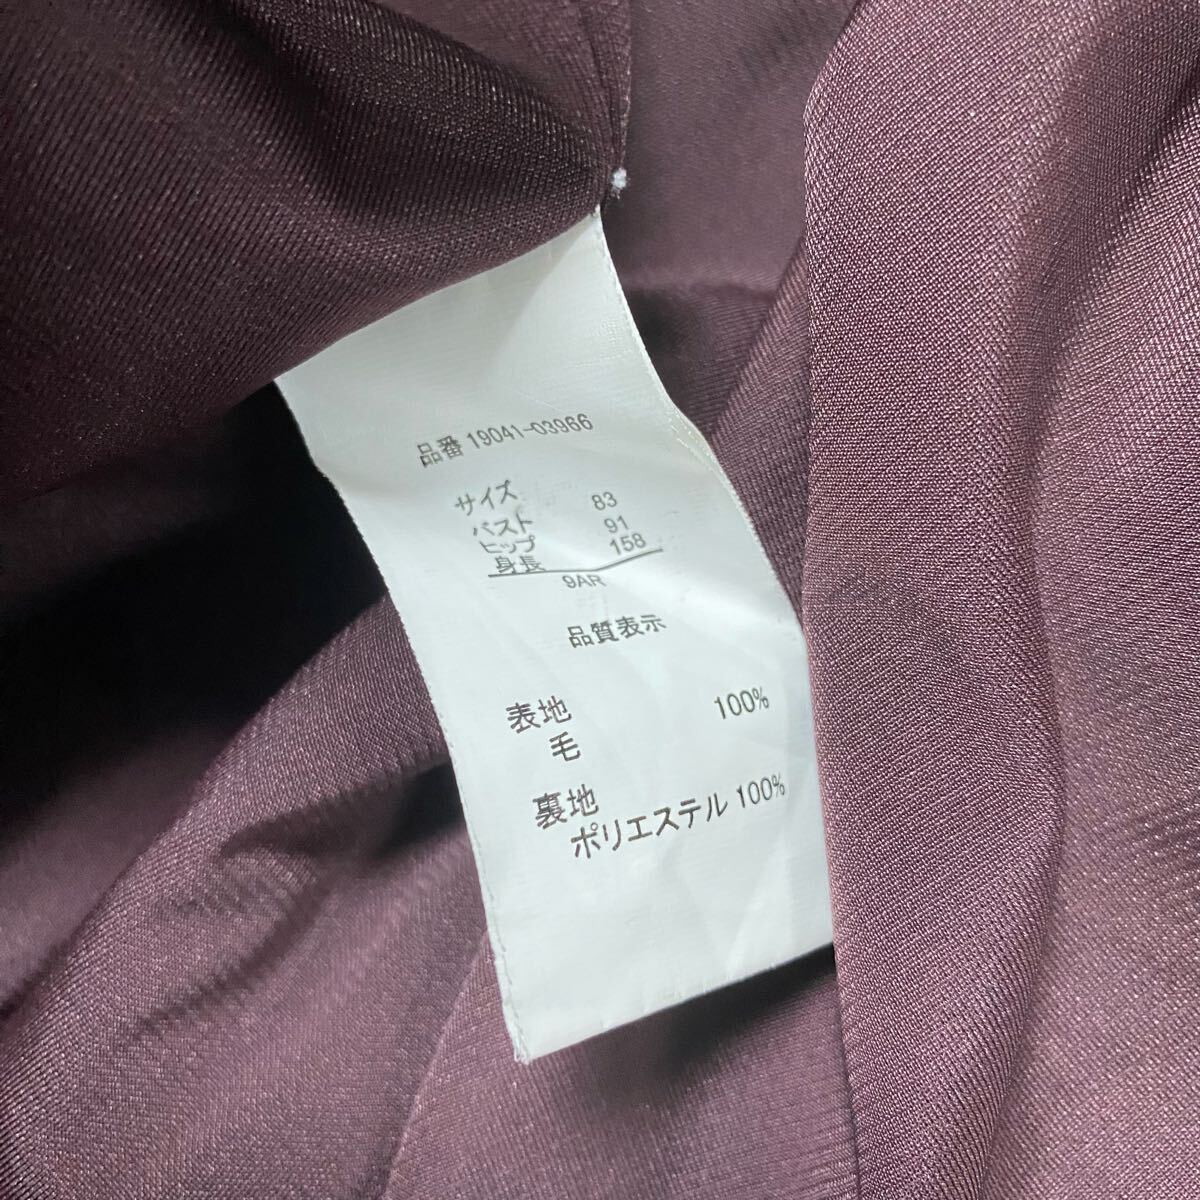 品番 19041-03966
サイズ
バスト 83
ヒップ 91
身長 158
9AR
品質表示
表地
毛 100%
裏地
ポリエステル 100%